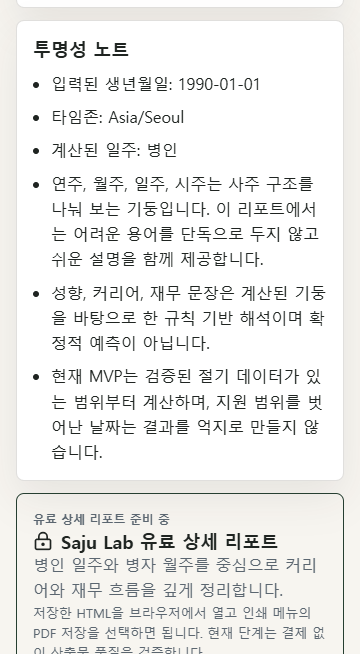 투명성 노트
입력된 생년월일: 1990-01-01
타임존: Asia/Seoul
계산된 일주: 병인
연주, 월주, 일주, 시주는 사주 구조를
나눠 보는 기둥입니다. 이 리포트에서
는 어려운 용어를 단독으로 두지 않고
쉬운 설명을 함께 제공합니다.
성향, 커리어, 재무 문장은 계산된 기둥
을 바탕으로 한 규칙 기반 해석이며 확
정적 예측이 아닙니다.
현재 MVP는 검증된 절기 데이터가 있
는 범위부터 계산하며, 지원 범위를 벗
어난 날짜는 결과를 억지로 만들지 않
습니다.
유료 상세 리포트 준비 중
Saju Lab 유료 상세 리포트
병인 일주와 병자 월주를 중심으로 커리
어와 재무 흐름을 깊게 정리합니다.
저장한 HTML을 브라우저에서 열고 인쇄 메뉴의
PDF 저장을 선택하면 됩니다. 현재 단계는 결제 없
이 산출물 품질을 검증합니다.